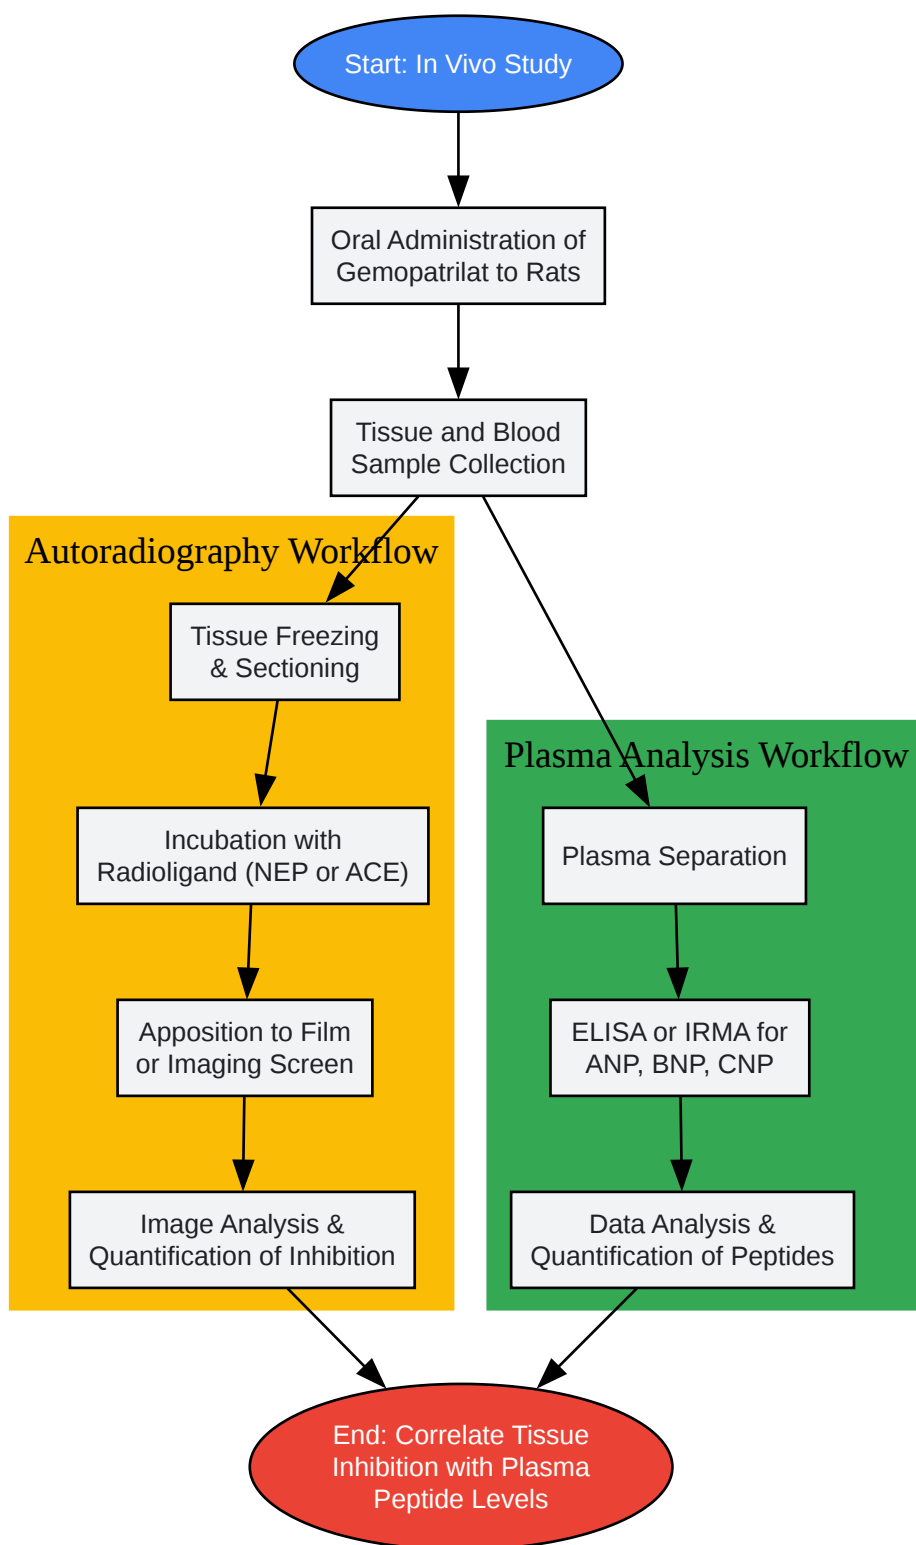 Start: In Vivo Study
Oral Administration of
Gemopatrilat to Rats
Tissue and Blood
Sample Collection
Autoradiography Workflow
Tissue Freezing
& Sectioning
Incubation with
Radioligand (NEP or ACE)
Apposition to Film
or Imaging Screen
Image Analysis &
Quantification of Inhibition
Plasma Analysis Workflow
Plasma Separation
ELISA or IRMA for
ANP, BNP, CNP
Data Analysis &
Quantification of Peptides
End: Correlate Tissue
Inhibition with Plasma
Peptide Levels